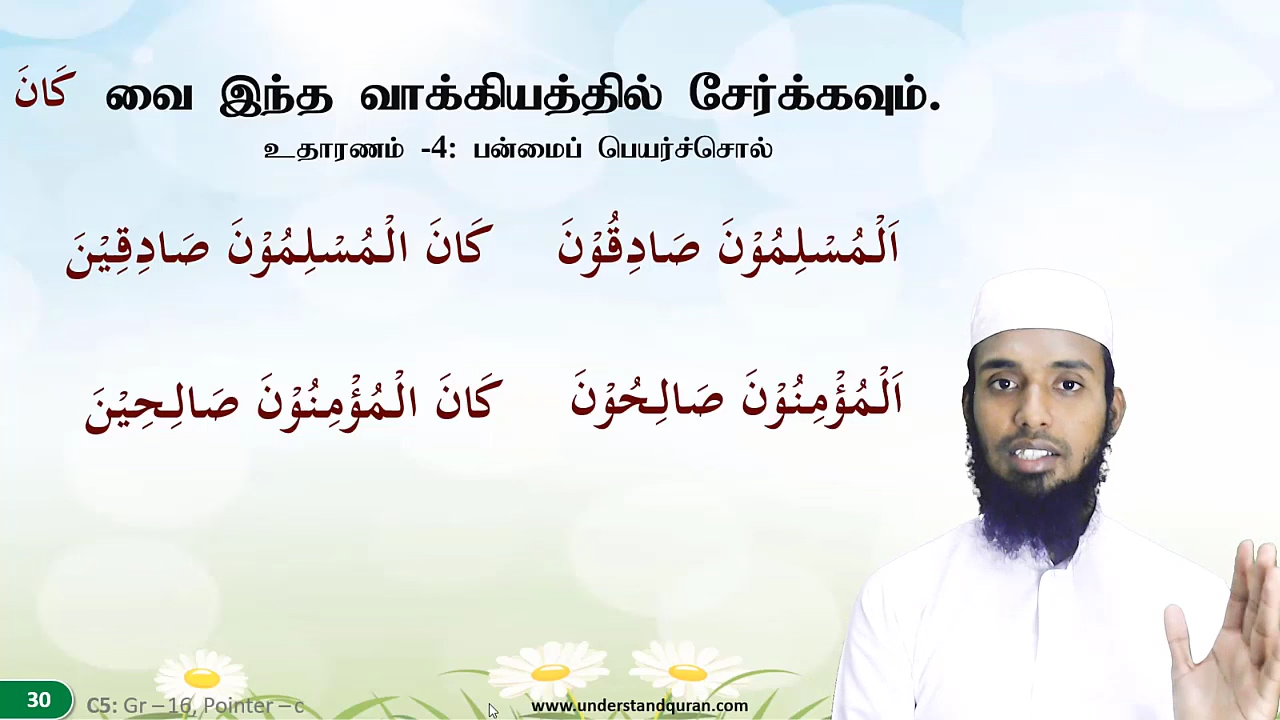 كَانَ வை இந்த வாக்கியத்தில் சேர்க்கவும்.
உதாரணம் -4: பன்மைப் பெயர்ச்சொல்
اَلْمُسْلِمُوْنَ صَادِقُوْنَ كَانَ الْمُسْلِمُوْنَ صَادِقِيْنَ
اَلْمُؤْمِنُوْنَ صَالِحُوْنَ كَانَ الْمُؤْمِنُوْنَ صَالِحِيْنَ
30 C5: Gr – 16, Pointer – c www.understandquran.com